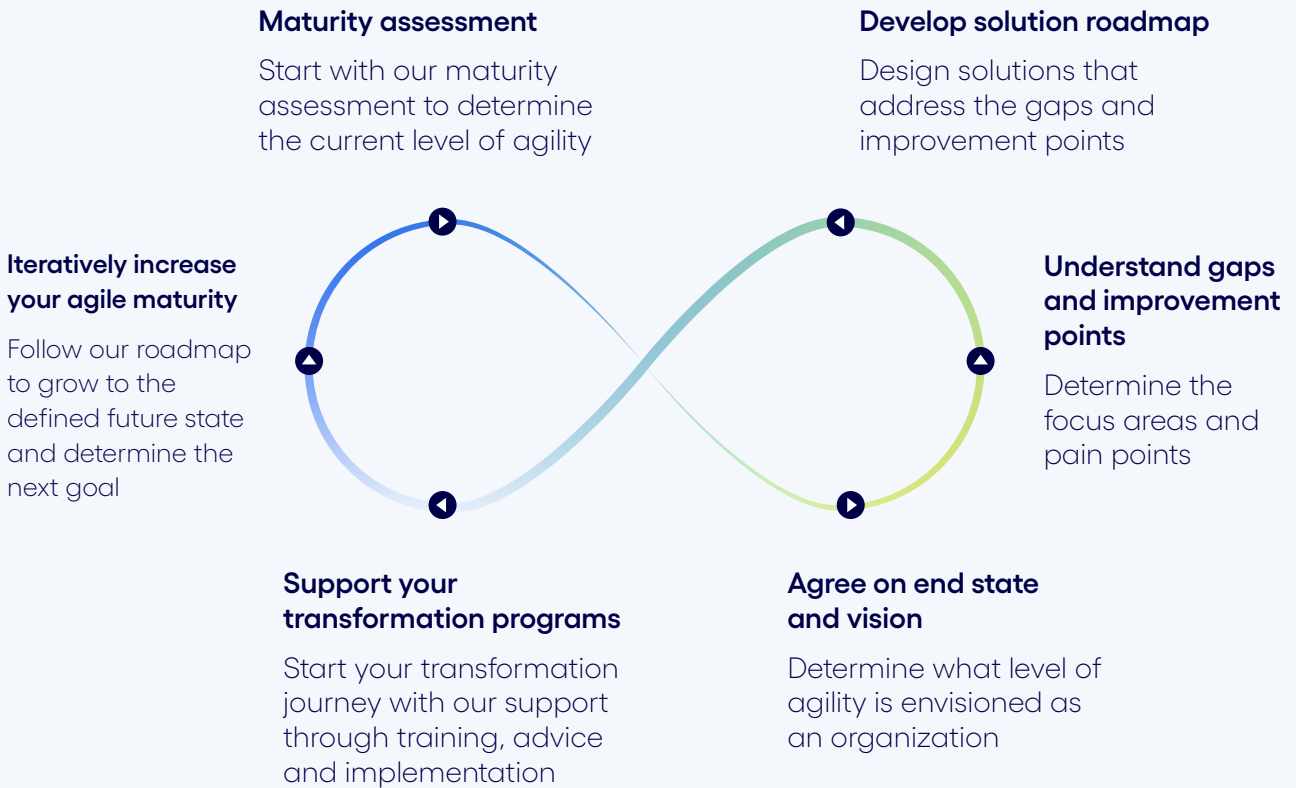 Maturity assessment
Start with our maturity
assessment to determine
the current level of agility
Develop solution roadmap
Design solutions that
address the gaps and
improvement points
Iteratively increase
your agile maturity
Follow our roadmap
to grow to the
defined future state
and determine the
next goal
Understand gaps
and improvement
points
Determine the
focus areas and
pain points
Support your
transformation programs
Start your transformation
journey with our support
through training, advice
and implementation
Agree on end state
and vision
Determine what level of
agility is envisioned as
an organization